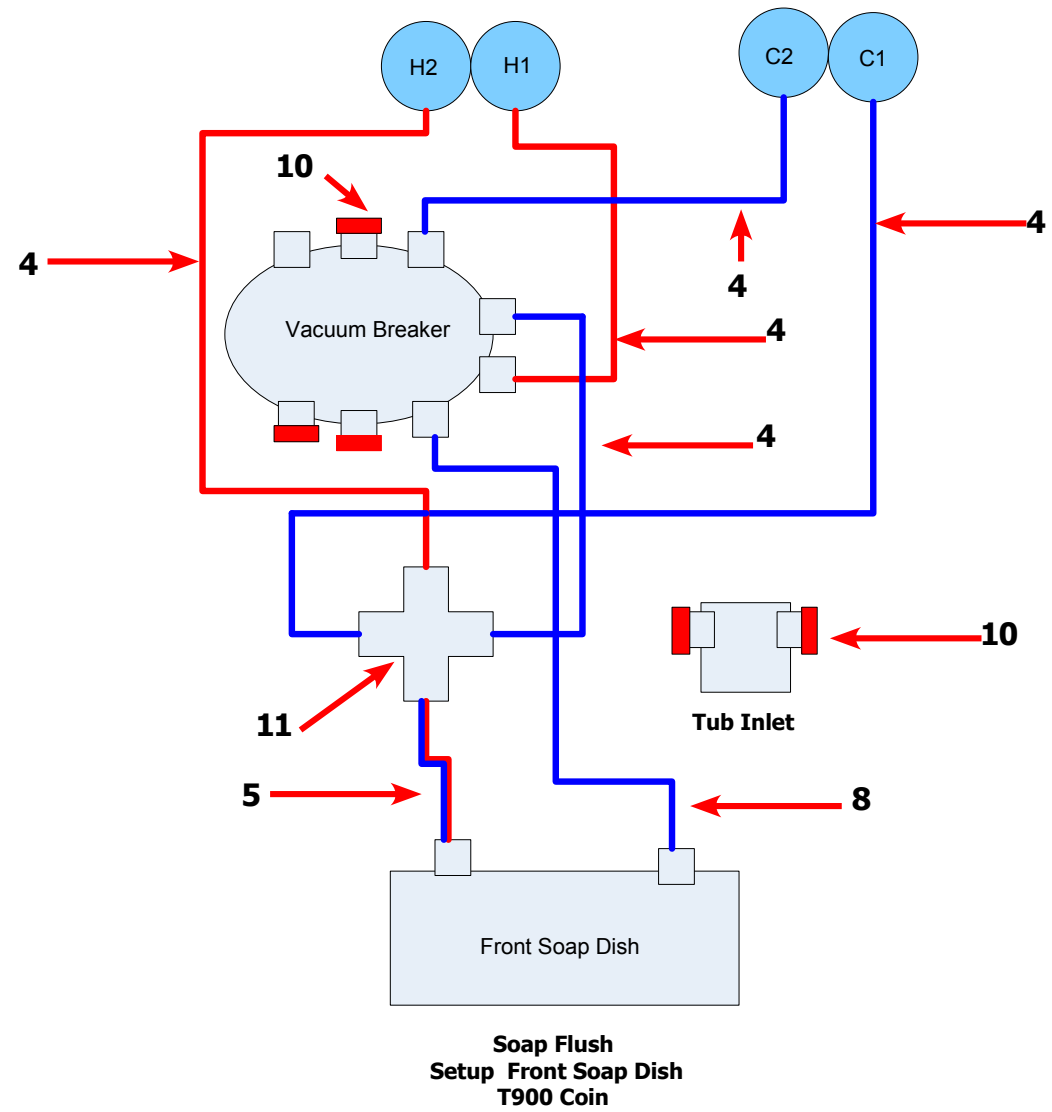 H2
H1
C2
C1
10
4
4
4
Vacuum Breaker
4
4
11
10
Tub Inlet
5
8
Front Soap Dish
Soap Flush
Setup Front Soap Dish
T900 Coin